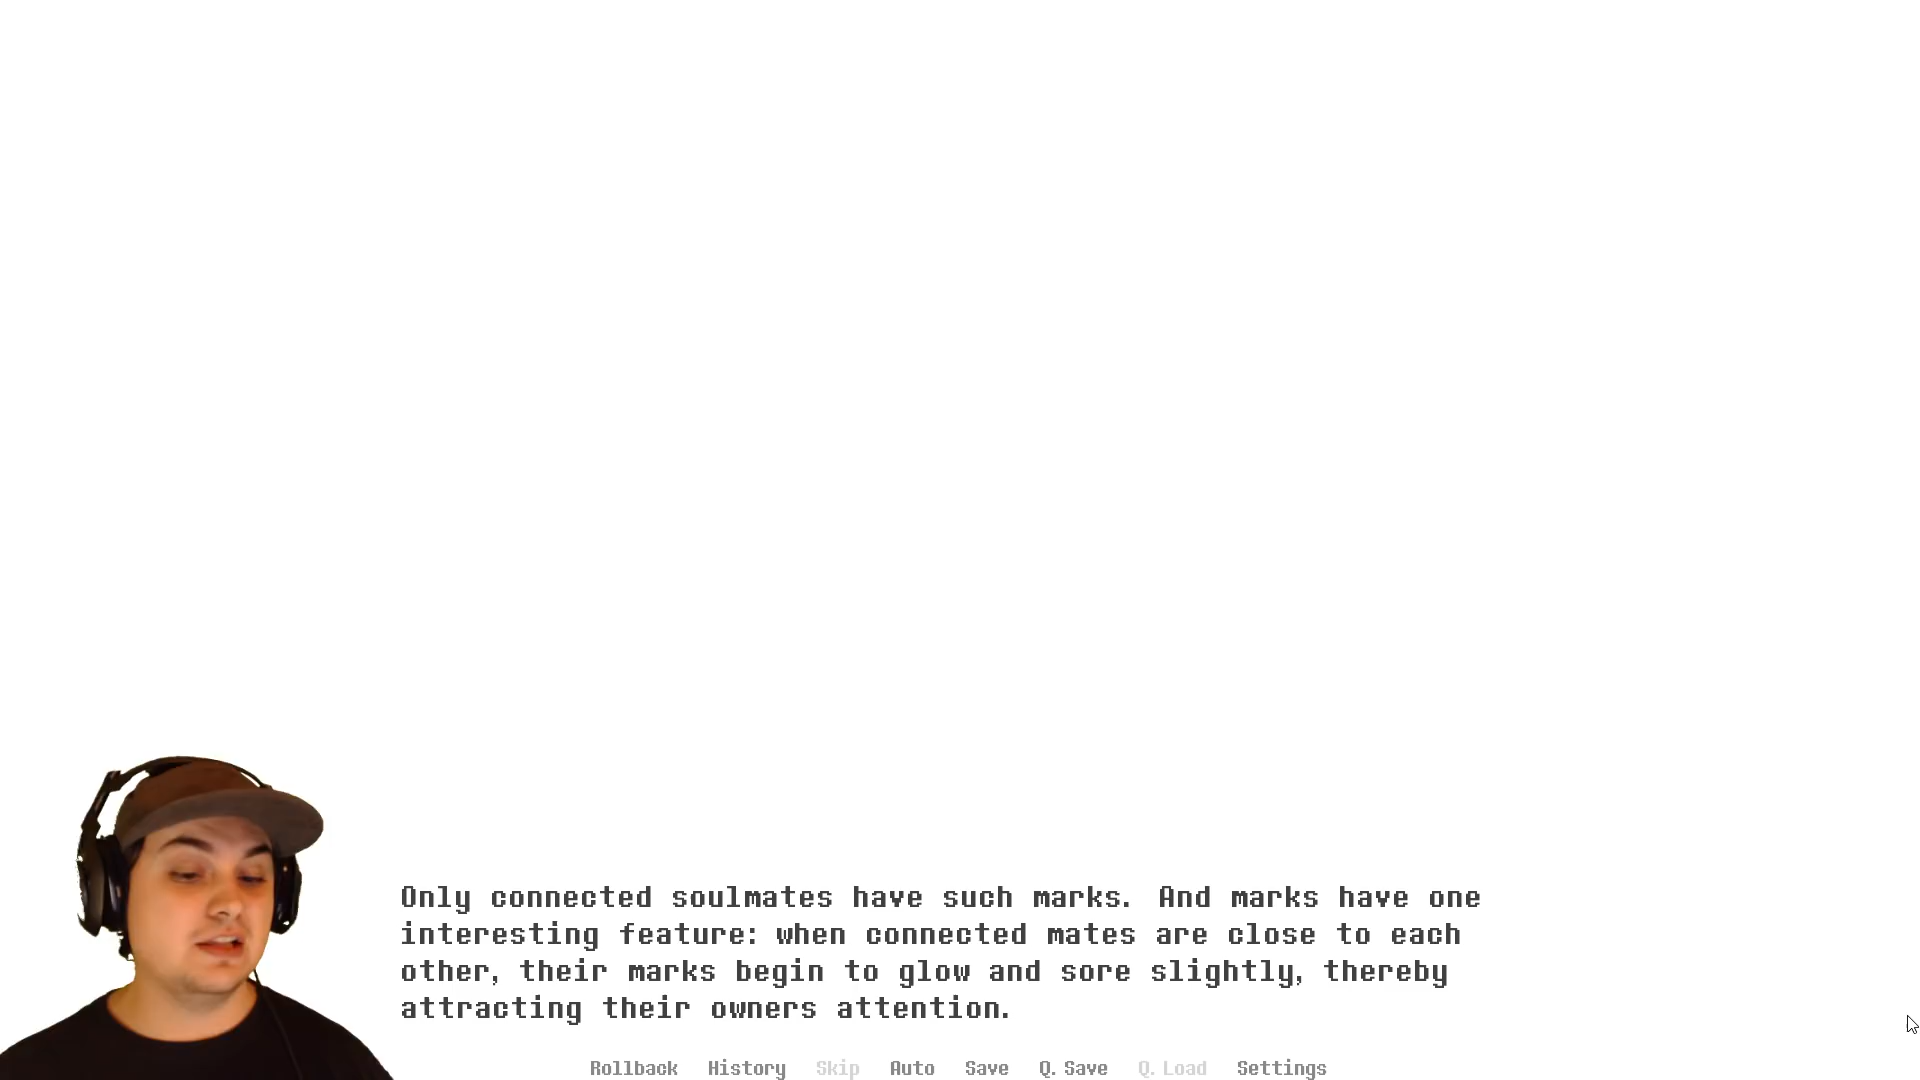 Only connected soulmates have such marks. And marks have one
interesting feature: when connected mates are close to each
other, their marks begin to glow and sore slightly, thereby
attracting their owners attention.
Rollback History Skip Auto Save Q. Save Q. Load Settings